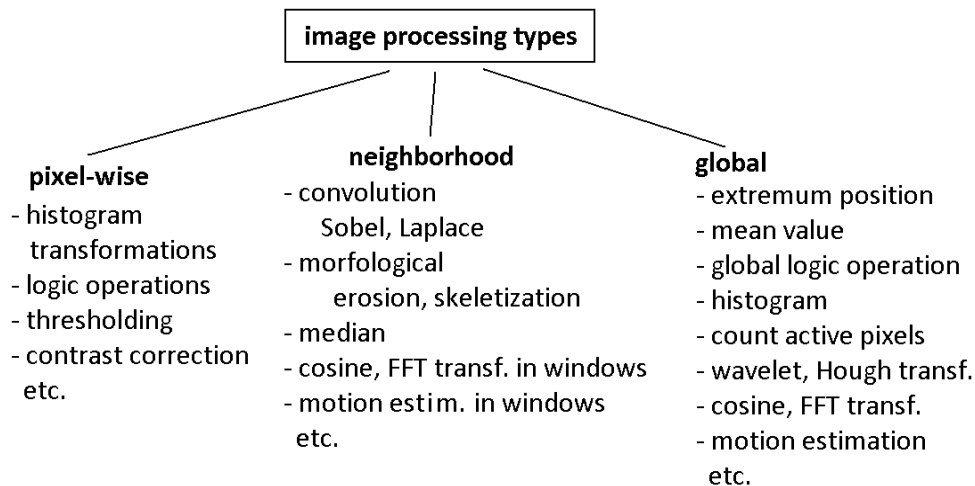 image processing types
pixel-wise
- histogram
transformations
- logic operations
- thresholding
- contrast correction
etc.
neighborhood
- convolution
Sobel, Laplace
- morfological
erosion, skeletization
- median
- cosine, FFT transf. in windows
- motion estim. in windows
etc.
global
- extremum position
- mean value
- global logic operation
- histogram
- count active pixels
- wavelet, Hough transf.
- cosine, FFT transf.
- motion estimation
etc.